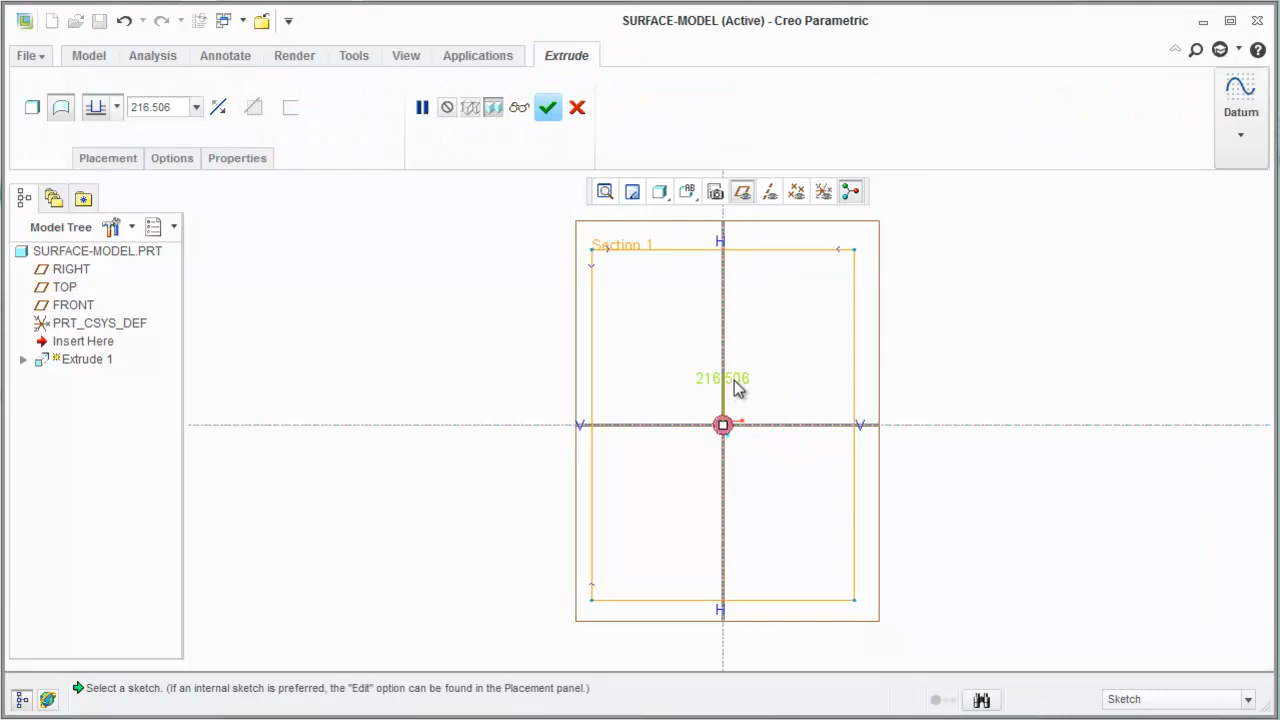 SURFACE-MODEL (Active) - Creo Parametric
File Model Analysis Annotate Render Tools View Applications Extrude
216.506
Datum
Placement Options Properties
Model Tree
SURFACE-MODEL.PRT
RIGHT
TOP
FRONT
PRT_CSYS_DEF
Insert Here
Extrude 1
Section 1
H
216.506
V V
H
Select a sketch. (If an internal sketch is preferred, the "Edit" option can be found in the Placement panel.)
Sketch